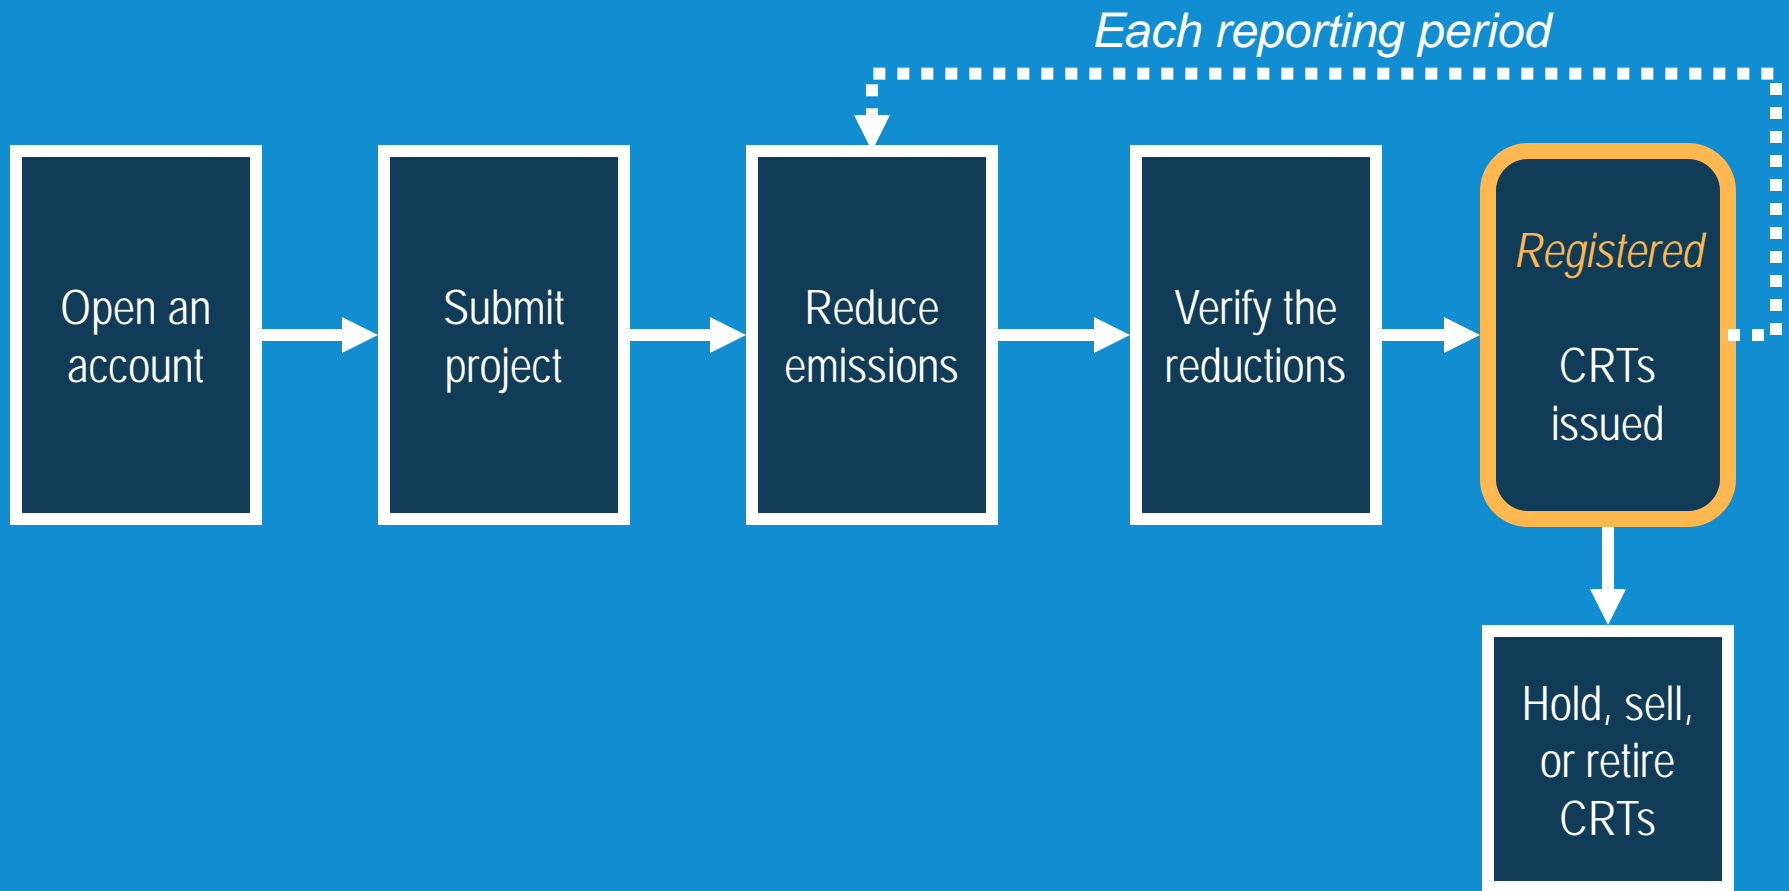 Each reporting period
Open an
account
Submit
project
Reduce
emissions
Verify the
reductions
Registered
CRTs
issued
Hold, sell,
or retire
CRTs